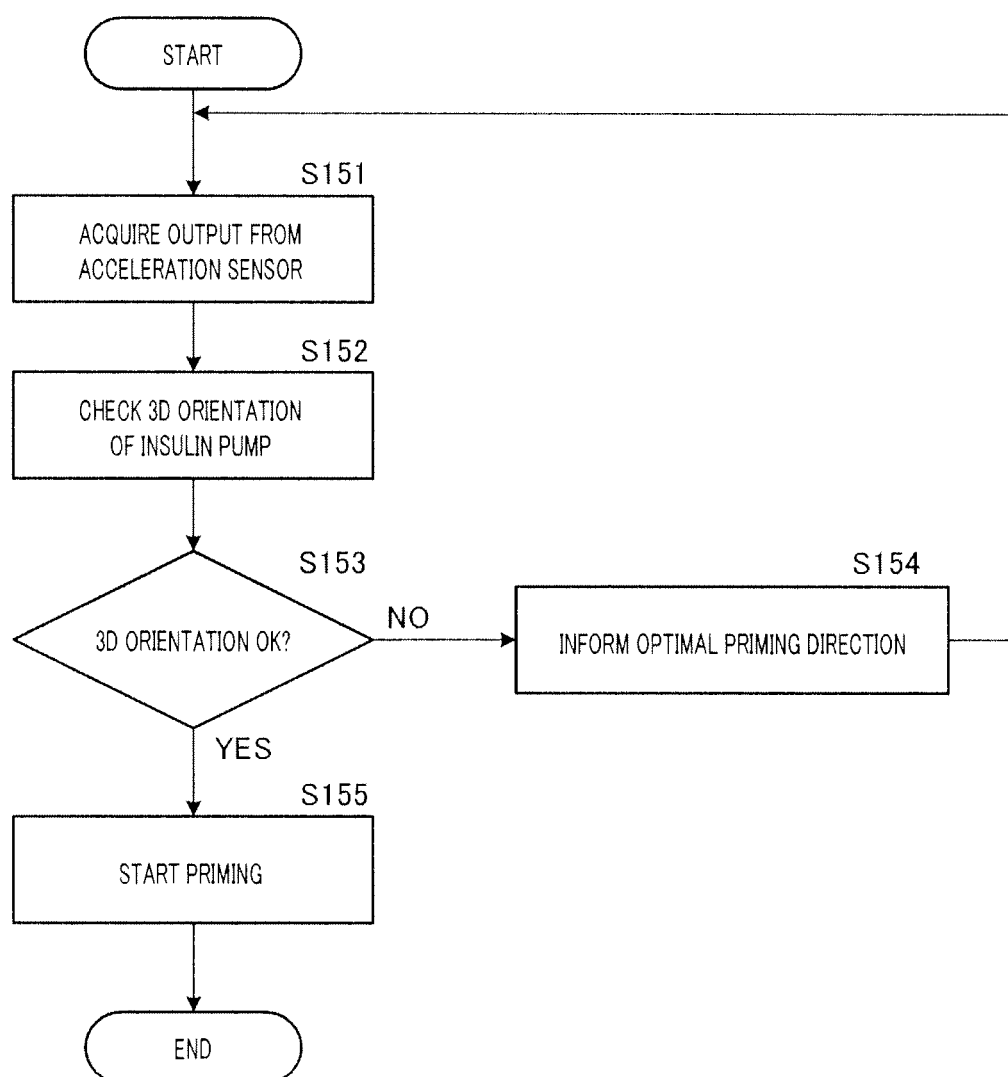 START
S151
ACQUIRE OUTPUT FROM
ACCELERATION SENSOR
S152
CHECK 3D ORIENTATION
OF INSULIN PUMP
S153
3D ORIENTATION OK?
NO
S154
INFORM OPTIMAL PRIMING DIRECTION
YES
S155
START PRIMING
END